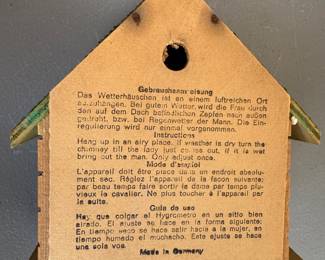 Gebrauchsanweisung
Das Wetterhäuschen ist an einem luftreichen Ort
aufzuhängen. Bei gutem Wetter wird die Frau durch
den auf dem Dach befindlichen Zapfen nach außen
gedreht, bzw. bei Regenwetter der Mann. Die Ein-
regulierung wird nur einmal vorgenommen.
Instructions
Hang up in an airy place. If weather is dry turn the
chimney till the lady just comes out, if it is wet
bring out the man. Only adjust once.
Mode d'emploi
L'appareil doit être placé dans un endroit absolu-
ment sec. Réglez l'appareil de la façon suivante:
par beau temps faire sortir la dame par temps plu-
vieux le cavalier. Ne plus toucher à l'appareil par
la suite.
Guia de uso
Hay que colgar el Hygrometro en un sitio bien
airado. El ajuste se hace en la forma siguiente:
En tiempo seco se hace salir hacia la mujer, en
tiempo humedo el muchacho. Este ajuste se hace
una sola vos.
Made in Germany